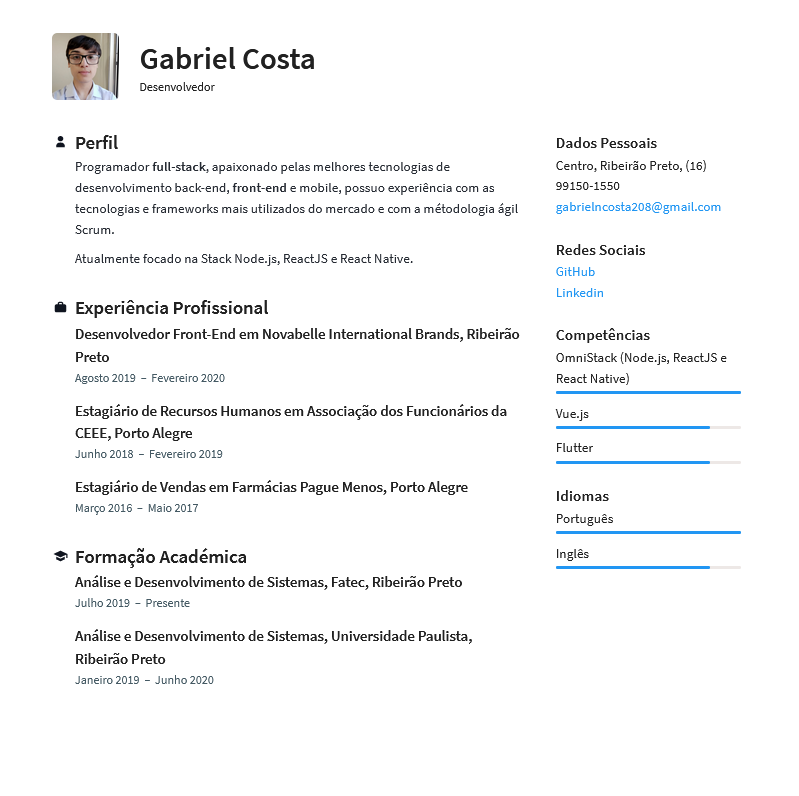 Gabriel Costa
Desenvolvedor
Perfil
Programador full-stack, apaixonado pelas melhores tecnologias de
desenvolvimento back-end, front-end e mobile, possuo experiência com as
tecnologias e frameworks mais utilizados do mercado e com a métodologia ágil
Scrum.
Atualmente focado na Stack Node.js, ReactJS e React Native.
Experiência Profissional
Desenvolvedor Front-End em Novabelle International Brands, Ribeirão
Preto
Agosto 2019 – Fevereiro 2020
Estagiário de Recursos Humanos em Associação dos Funcionários da
CEEE, Porto Alegre
Junho 2018 – Fevereiro 2019
Estagiário de Vendas em Farmácias Pague Menos, Porto Alegre
Março 2016 – Maio 2017
Formação Académica
Análise e Desenvolvimento de Sistemas, Fatec, Ribeirão Preto
Julho 2019 – Presente
Análise e Desenvolvimento de Sistemas, Universidade Paulista,
Ribeirão Preto
Janeiro 2019 – Junho 2020
Dados Pessoais
Centro, Ribeirão Preto, (16)
99150-1550
gabrielncosta208@gmail.com
Redes Sociais
GitHub
Linkedin
Competências
OmniStack (Node.js, ReactJS e
React Native)
Vue.js
Flutter
Idiomas
Português
Inglês